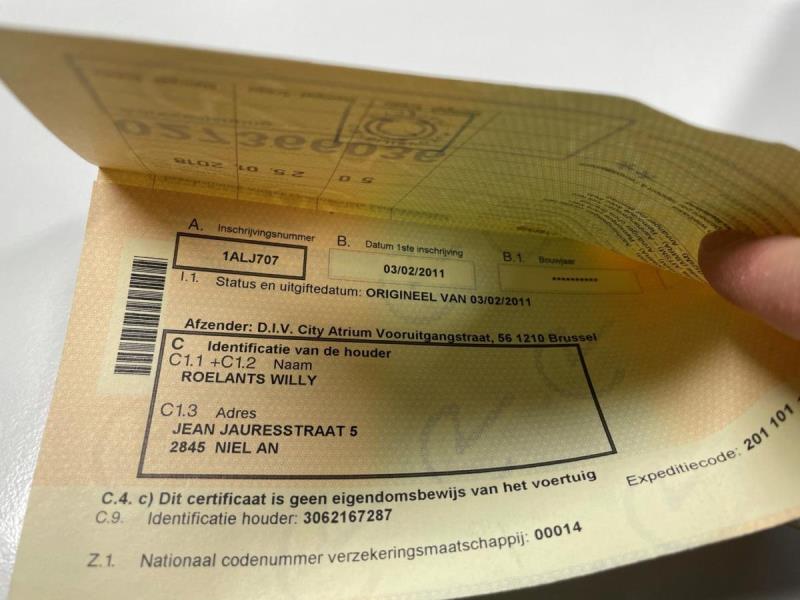 A. Inschrijvingsnummer
1ALJ707
B. Datum 1ste inschrijving
03/02/2011
B.1 Bouwjaar
**********
I.1. Status en uitgiftedatum: ORIGINEEL VAN 03/02/2011
Afzender: D.I.V. City Atrium Vooruitgangstraat, 56 1210 Brussel
C Identificatie van de houder
C1.1 +C1.2 Naam
ROELANTS WILLY
C1.3 Adres
JEAN JAURESSTRAAT 5
2845 NIEL AN
Expeditiecode: 201 101
C.4. c) Dit certificaat is geen eigendomsbewijs van het voertuig
C.9. Identificatie houder: 3062167287
Z.1. Nationaal codenummer verzekeringsmaatschappij: 00014